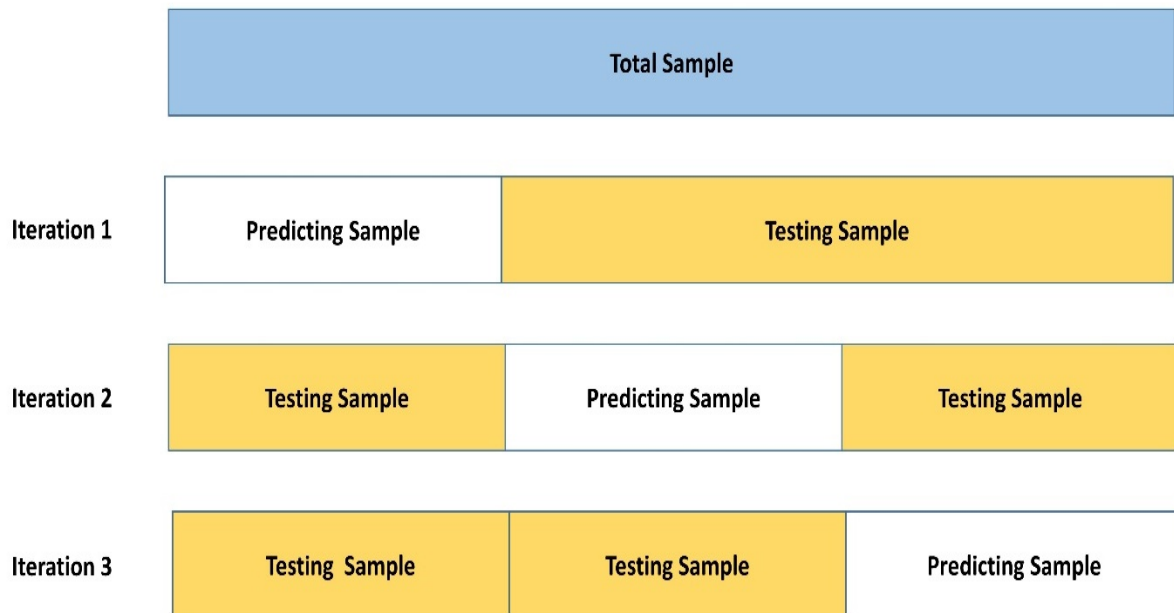 Total Sample
Iteration 1 Predicting Sample Testing Sample
Iteration 2 Testing Sample Predicting Sample Testing Sample
Iteration 3 Testing Sample Testing Sample Predicting Sample